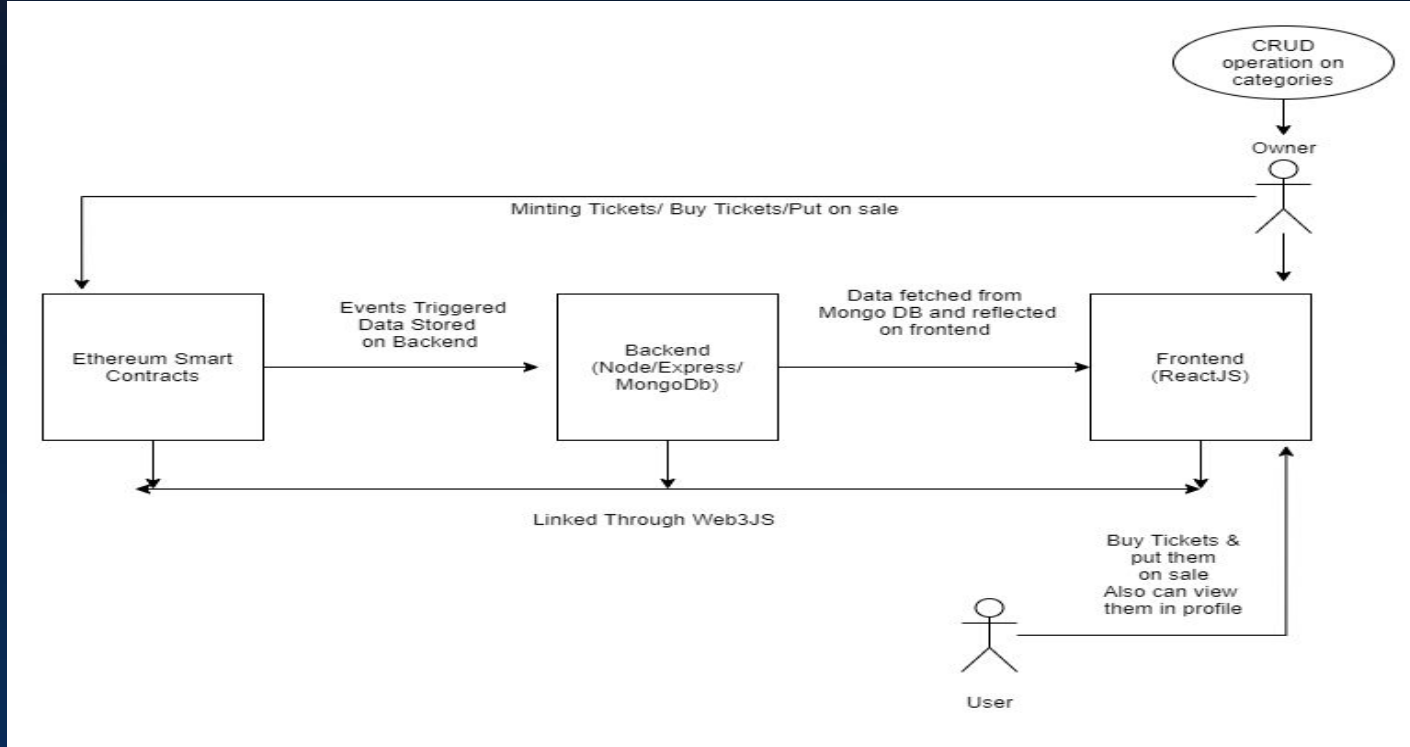 CRUD
operation on
categories
Owner
Minting Tickets/ Buy Tickets/Put on sale
Events Triggered
Data Stored
on Backend
Data fetched from
Mongo DB and reflected
on frontend
Ethereum Smart
Contracts
Backend
(Node/Express/
MongoDb)
Frontend
(ReactJS)
Linked Through Web3JS
Buy Tickets &
put them
on sale
Also can view
them in profile
User